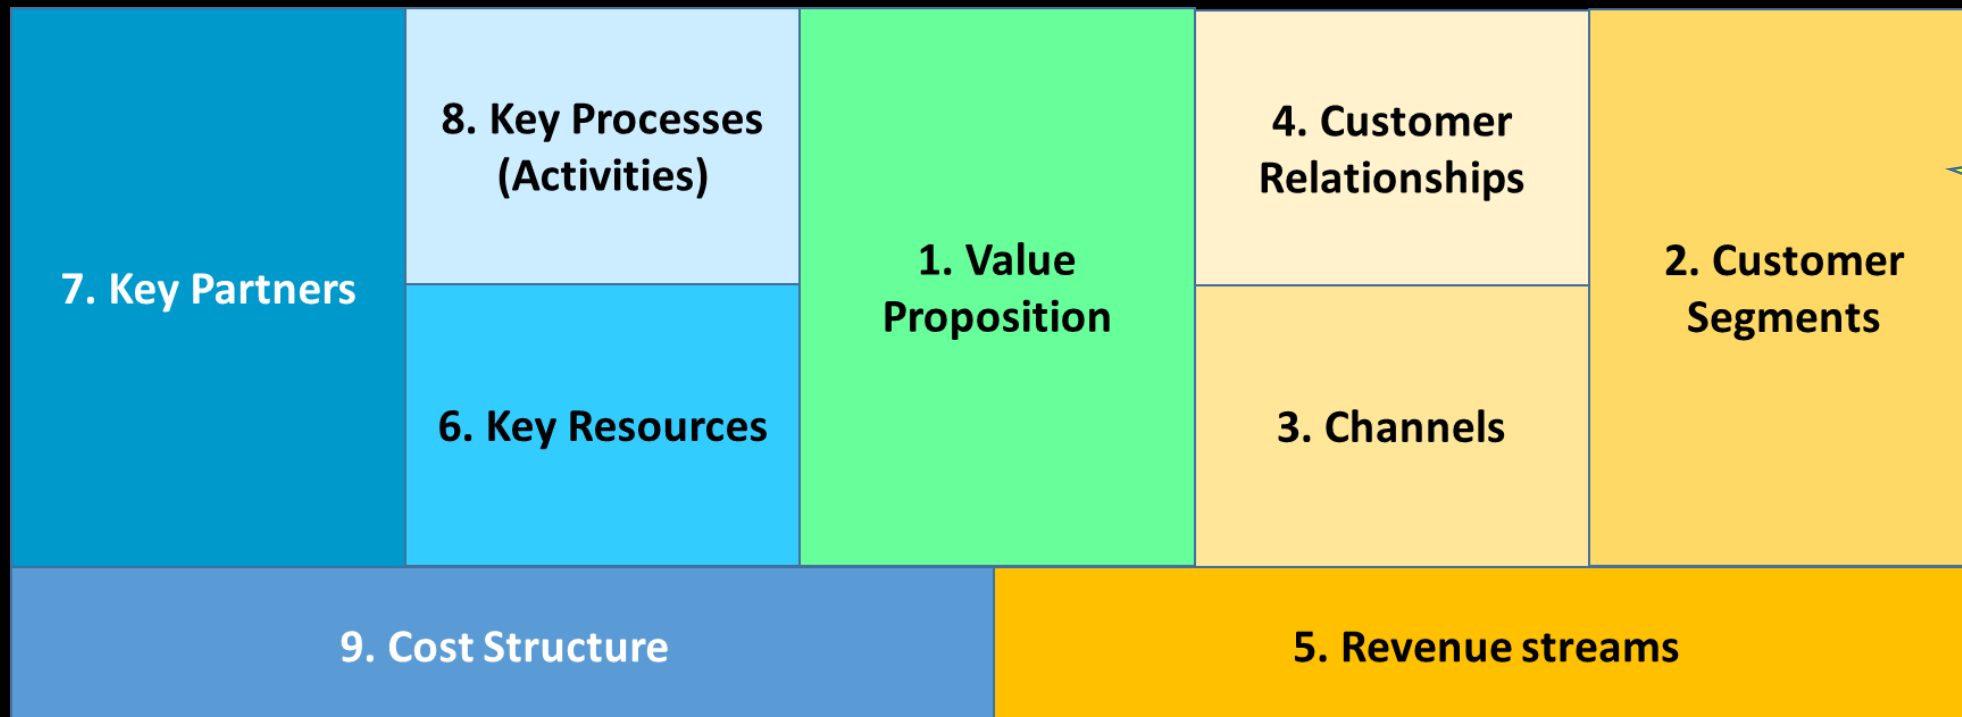 7. Key Partners
8. Key Processes
(Activities)
6. Key Resources
1. Value
Proposition
4. Customer
Relationships
3. Channels
2. Customer
Segments
9. Cost Structure
5. Revenue streams